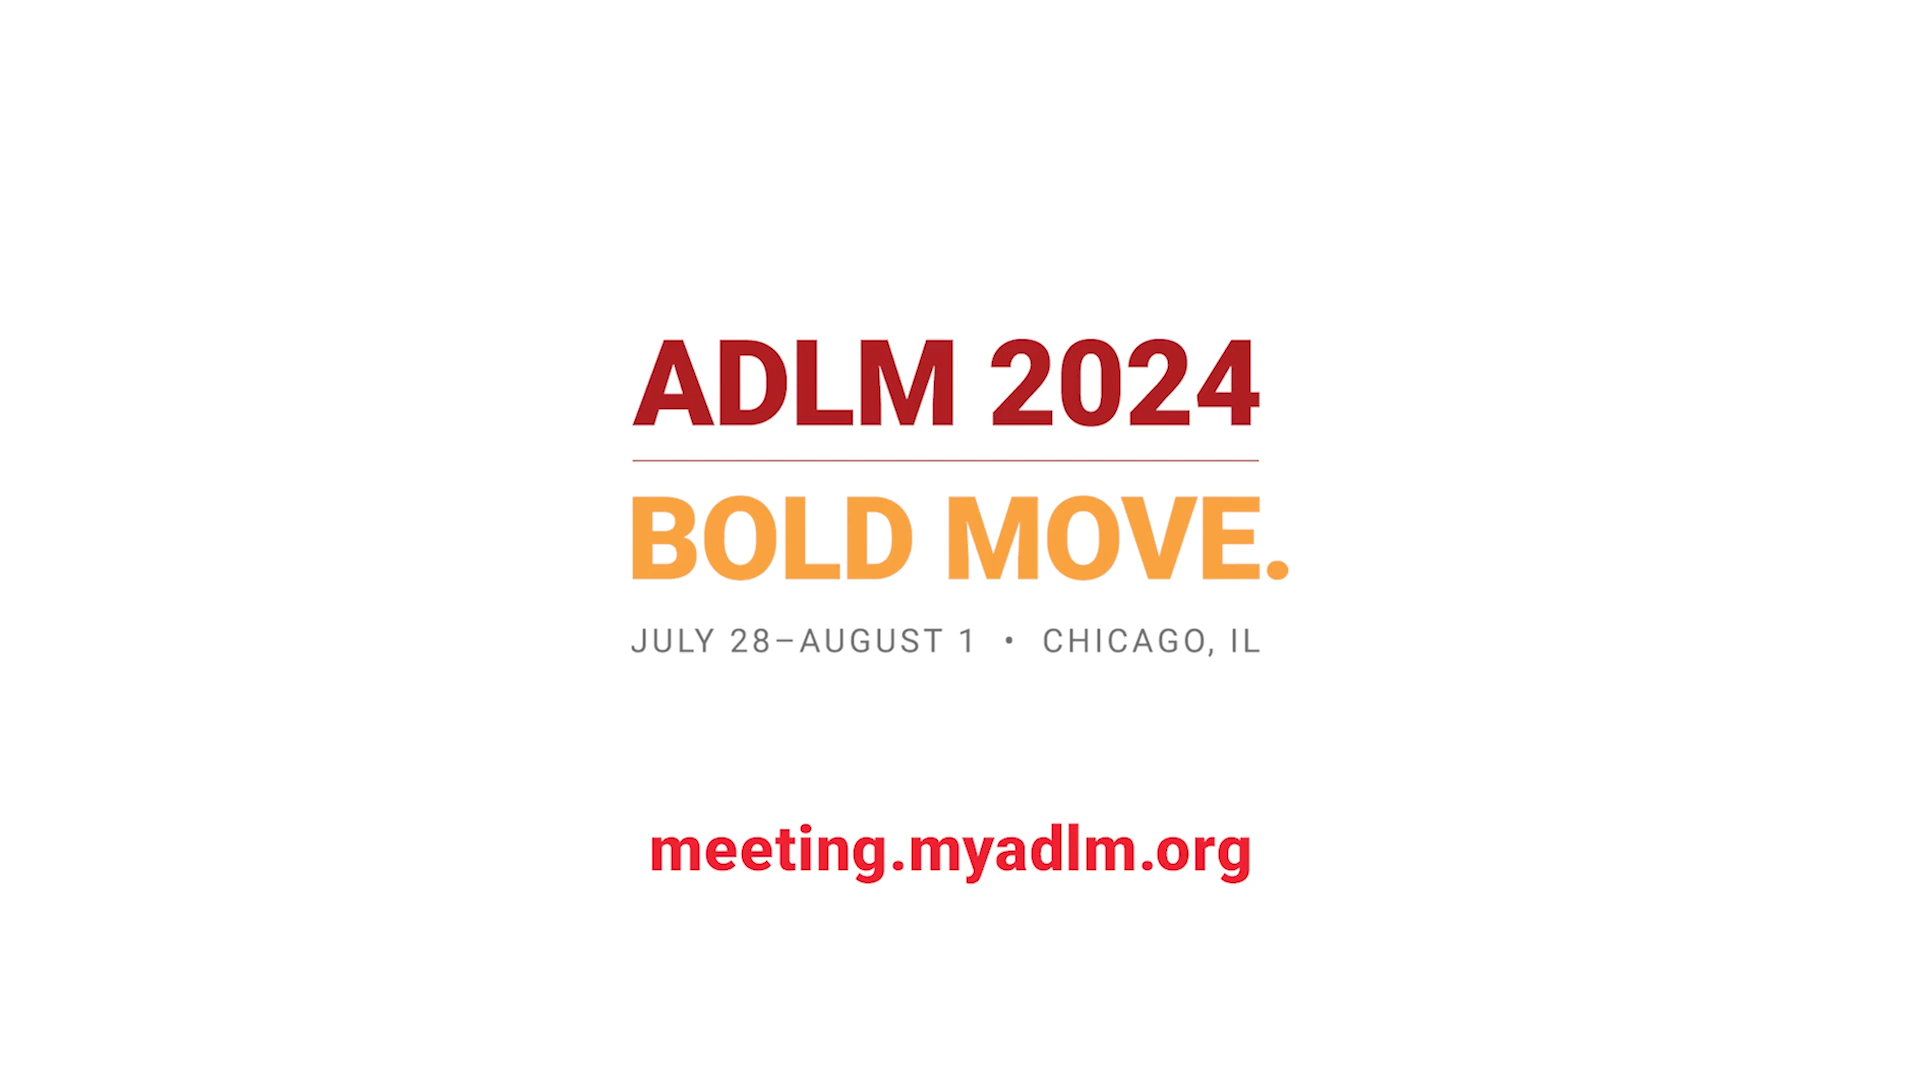 ADLM 2024
BOLD MOVE.
JULY 28–AUGUST 1 • CHICAGO, IL
meeting.myadlm.org